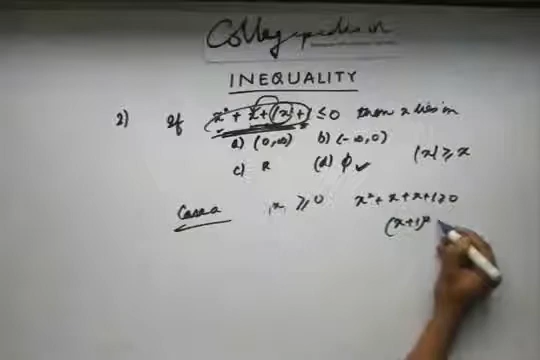 Collegepedia.in
INEQUALITY
2) If x² + x + |x| + 1 ≤ 0 then x lies in
a) (0, ∞) b) (-∞, 0)
c) R (d) ϕ ✓ |x| ≥ x
Case a x ≥ 0 x² + x + x + 1 ≥ 0
(x+1)²